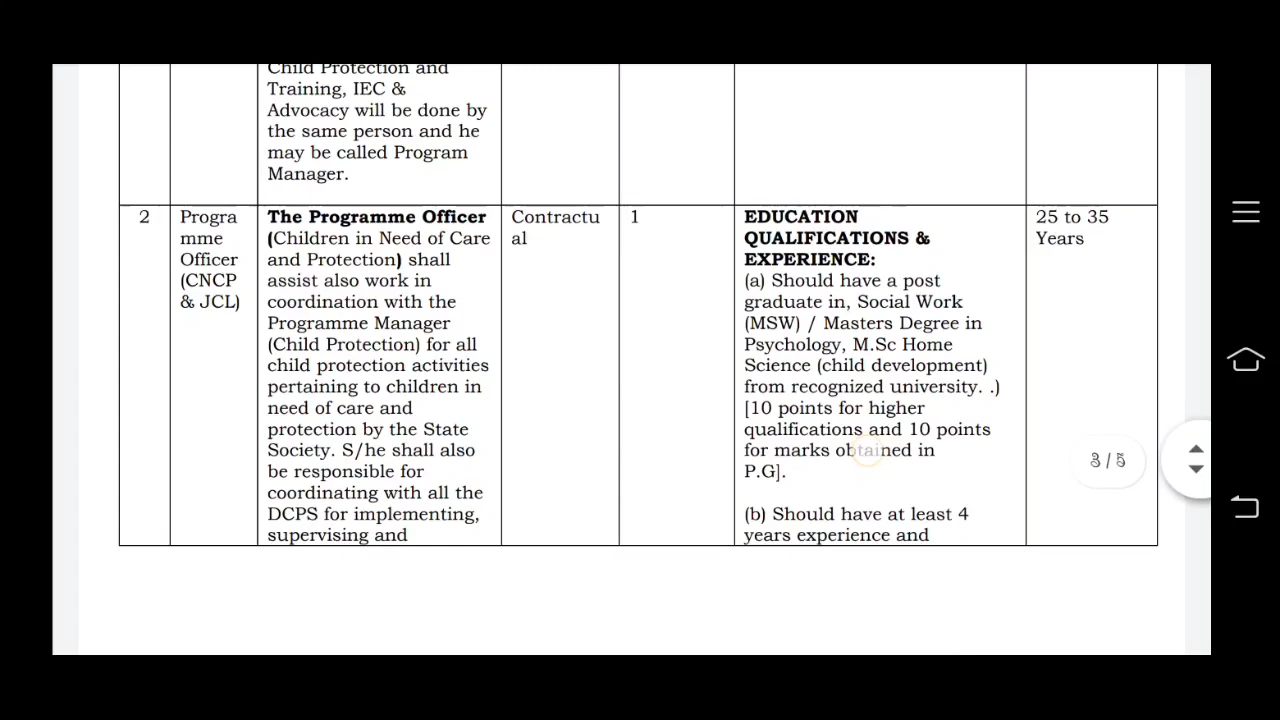 Child Protection and
Training, IEC &
Advocacy will be done by
the same person and he
may be called Program
Manager.
2
Progra
mme
Officer
(CNCP
& JCL)
The Programme Officer
(Children in Need of Care
and Protection) shall
assist also work in
coordination with the
Programme Manager
(Child Protection) for all
child protection activities
pertaining to children in
need of care and
protection by the State
Society. S/he shall also
be responsible for
coordinating with all the
DCPS for implementing,
supervising and
Contractu
al
1
EDUCATION
QUALIFICATIONS &
EXPERIENCE:
(a) Should have a post
graduate in, Social Work
(MSW) / Masters Degree in
Psychology, M.Sc Home
Science (child development)
from recognized university. .)
[10 points for higher
qualifications and 10 points
for marks obtained in
P.G].
(b) Should have at least 4
years experience and
25 to 35
Years
3 / 5